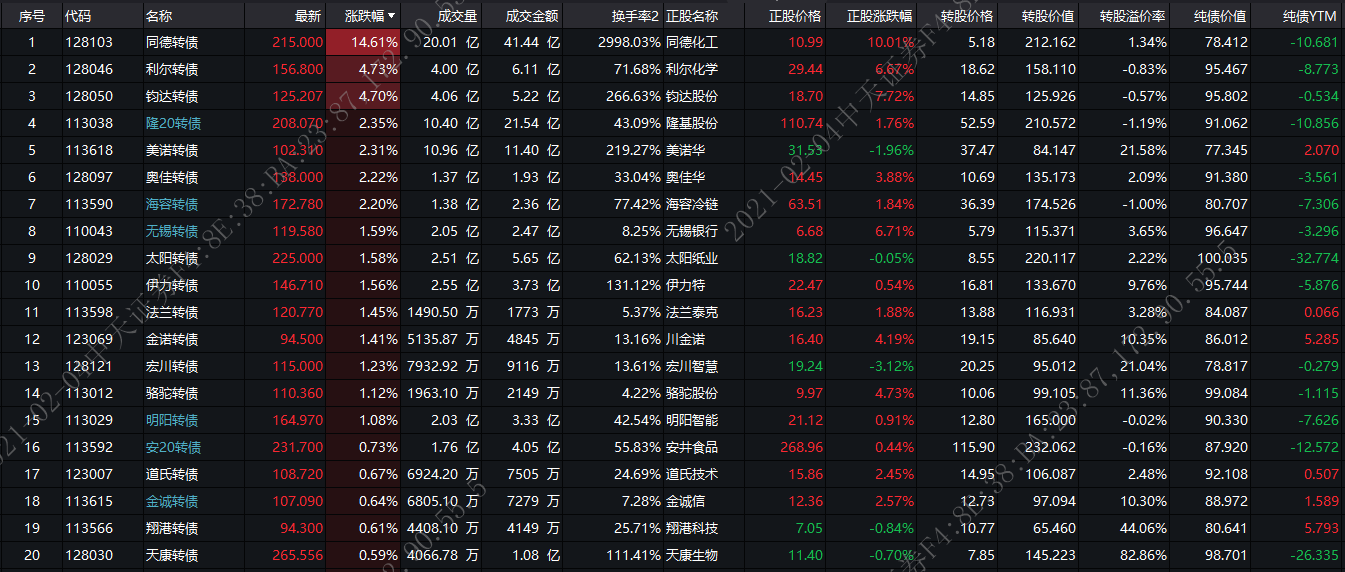 序号 代码 名称 最新 涨跌幅 成交量 成交金额 换手率2 正股名称 正股价格 正股涨跌幅 转股价格 转股价值 转股溢价率 纯债价值 纯债YTM
1 128103 同德转债 215.000 14.61% 20.01 亿 41.44 亿 2998.03% 同德化工 10.99 10.01% 5.18 212.162 1.34% 78.412 -10.681
2 128046 利尔转债 156.800 4.73% 4.00 亿 6.11 亿 71.68% 利尔化学 29.44 6.67% 18.62 158.110 -0.83% 95.467 -8.773
3 128050 钧达转债 125.207 4.70% 4.06 亿 5.22 亿 266.63% 钧达股份 18.70 7.72% 14.85 125.926 -0.57% 95.802 -0.534
4 113038 隆20转债 208.070 2.35% 10.40 亿 21.54 亿 43.09% 隆基股份 110.74 1.76% 52.59 210.572 -1.19% 91.062 -10.856
5 113618 美诺转债 102.310 2.31% 10.96 亿 11.40 亿 219.27% 美诺华 31.53 -1.96% 37.47 84.147 21.58% 77.345 2.070
6 128097 奥佳转债 138.000 2.22% 1.37 亿 1.93 亿 33.04% 奥佳华 14.45 3.88% 10.69 135.173 2.09% 91.380 -3.561
7 113590 海容转债 172.780 2.20% 1.38 亿 2.36 亿 77.42% 海容冷链 63.51 1.84% 36.39 174.526 -1.00% 80.707 -7.306
8 110043 无锡转债 119.580 1.59% 2.05 亿 2.47 亿 8.25% 无锡银行 6.68 6.71% 5.79 115.371 3.65% 96.647 -3.296
9 128029 太阳转债 225.000 1.58% 2.51 亿 5.65 亿 62.13% 太阳纸业 18.82 -0.05% 8.55 220.117 2.22% 100.035 -32.774
10 110055 伊力转债 146.710 1.56% 2.55 亿 3.73 亿 131.12% 伊力特 22.47 0.54% 16.81 133.670 9.76% 95.744 -5.876
11 113598 法兰转债 120.770 1.45% 1490.50 万 1773 万 5.37% 法兰泰克 16.23 1.88% 13.88 116.931 3.28% 84.087 0.066
12 123069 金诺转债 94.500 1.41% 5135.87 万 4845 万 13.16% 川金诺 16.40 4.19% 19.15 85.640 10.35% 86.012 5.285
13 128121 宏川转债 115.000 1.23% 7932.92 万 9116 万 13.61% 宏川智慧 19.24 -3.12% 20.25 95.012 21.04% 78.817 -0.279
14 113012 骆驼转债 110.360 1.12% 1963.10 万 2149 万 4.22% 骆驼股份 9.97 4.73% 10.06 99.105 11.36% 99.084 -1.115
15 113029 明阳转债 164.970 1.08% 2.03 亿 3.33 亿 42.54% 明阳智能 21.12 0.91% 12.80 165.000 -0.02% 90.330 -7.626
16 113592 安20转债 231.700 0.73% 1.76 亿 4.05 亿 55.83% 安井食品 268.96 0.44% 115.90 232.062 -0.16% 87.920 -12.572
17 123007 道氏转债 108.720 0.67% 6924.20 万 7505 万 24.69% 道氏技术 15.86 2.45% 14.95 106.087 2.48% 92.108 0.507
18 113615 金诚转债 107.090 0.64% 6805.10 万 7279 万 7.28% 金诚信 12.36 2.57% 12.73 97.094 10.30% 88.972 1.589
19 113566 翔港转债 94.300 0.61% 4408.10 万 4149 万 25.71% 翔港科技 7.05 -0.84% 10.77 65.460 44.06% 80.641 5.793
20 128030 天康转债 265.556 0.59% 4066.78 万 1.08 亿 111.41% 天康生物 11.40 -0.70% 7.85 145.223 82.86% 98.701 -26.335